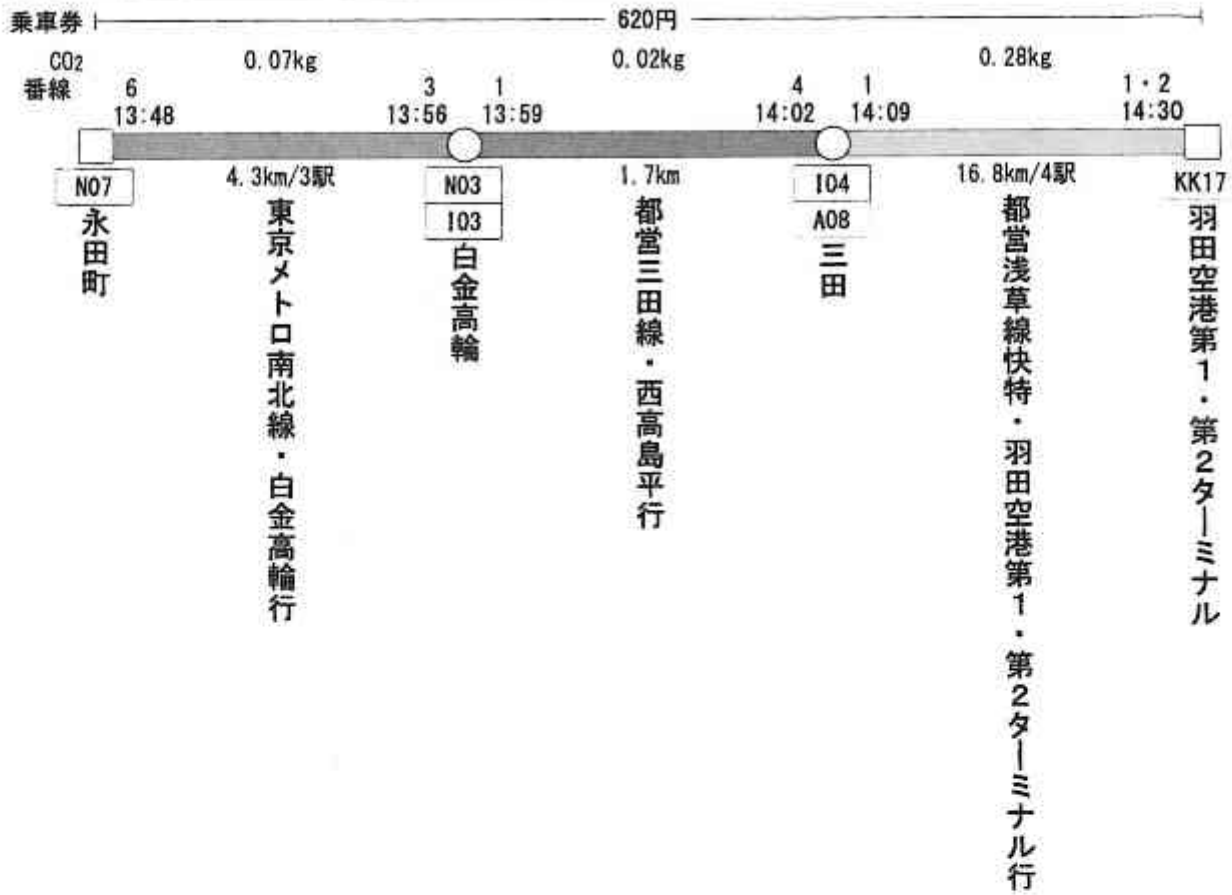 乗車券 620円
CO2 0.07kg 0.02kg 0.28kg
番線 6 3 1 4 1 1・2
13:48 13:56 13:59 14:02 14:09 14:30
4.3km/3駅 1.7km 16.8km/4駅
N07
永田町
東京メトロ南北線・白金高輪行
N03
I03
白金高輪
都営三田線・西高島平行
I04
A08
三田
都営浅草線快特・羽田空港第1・第2ターミナル行
KK17
羽田空港第1・第2ターミナル